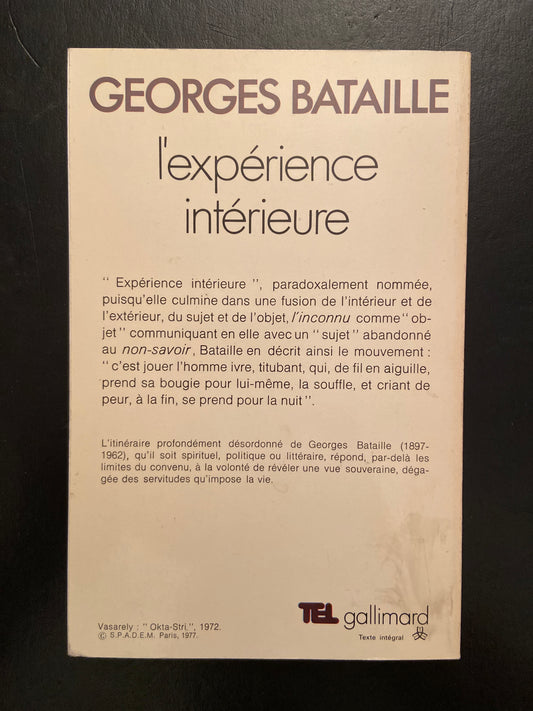 GEORGES BATAILLE
l'expérience
intérieure
“ Expérience intérieure ”, paradoxalement nommée,
puisqu'elle culmine dans une fusion de l'intérieur et de
l'extérieur, du sujet et de l'objet, l'inconnu comme “ ob-
jet ” communiquant en elle avec un “ sujet ” abandonné
au non-savoir, Bataille en décrit ainsi le mouvement :
“ c'est jouer l'homme ivre, titubant, qui, de fil en aiguille,
prend sa bougie pour lui-même, la souffle, et criant de
peur, à la fin, se prend pour la nuit ”.
L'itinéraire profondément désordonné de Georges Bataille (1897-
1962), qu'il soit spirituel, politique ou littéraire, répond, par-delà les
limites du convenu, à la volonté de révéler une vue souveraine, déga-
gée des servitudes qu'impose la vie.
Vasarely : “ Okta-Stri. ”, 1972.
© S.P.A.D.E.M. Paris, 1977.
TEL gallimard
Texte intégral